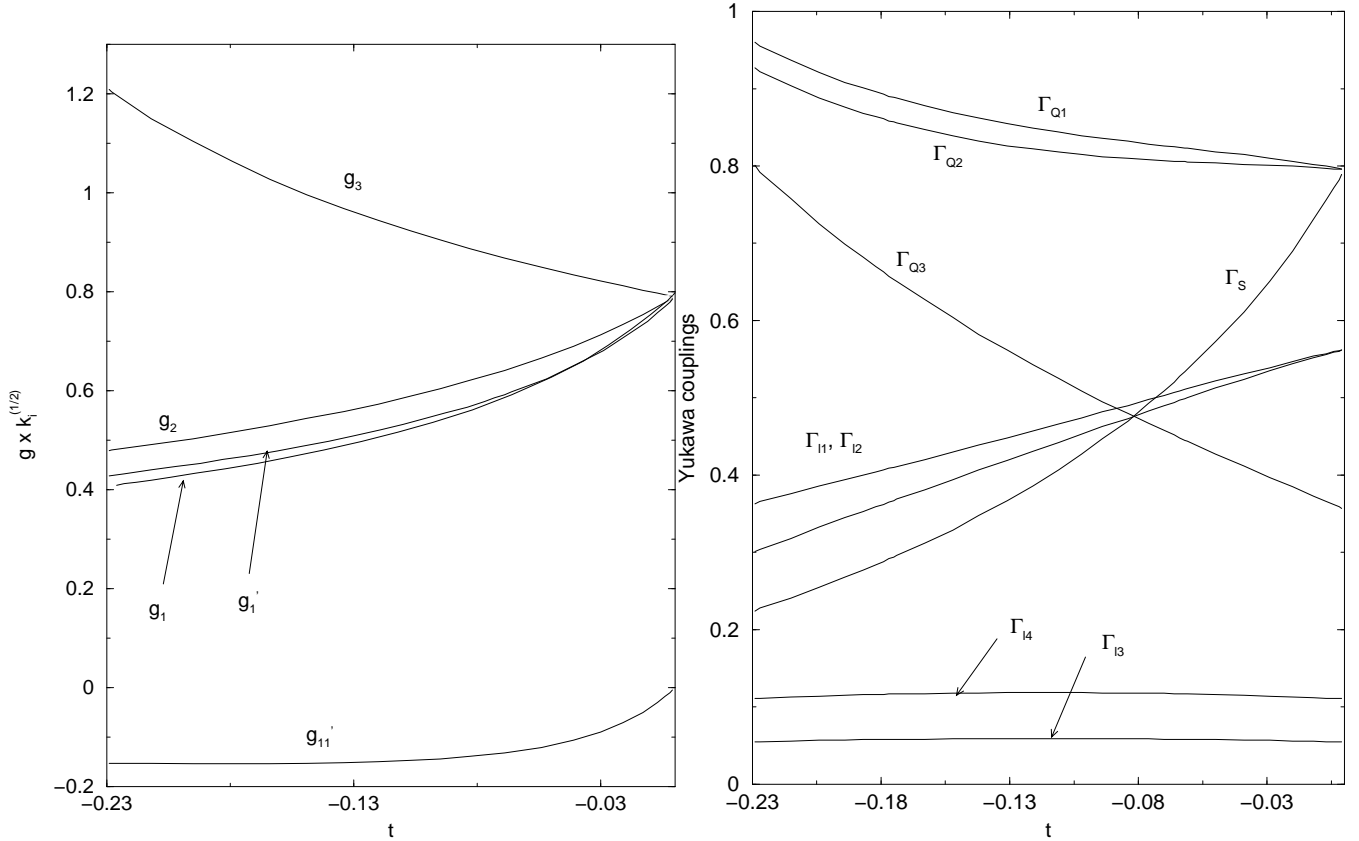 1.2
1
0.8
0.6
0.4
0.2
0
−0.2
g x k_i^(1/2)
g_3
g_2
g_1
g_1'
g_11'
−0.23
−0.13
−0.03
t
1
0.8
0.6
0.4
0.2
0
Yukawa couplings
Γ_Q1
Γ_Q2
Γ_Q3
Γ_S
Γ_l1, Γ_l2
Γ_l4
Γ_l3
−0.23
−0.18
−0.13
−0.08
−0.03
t